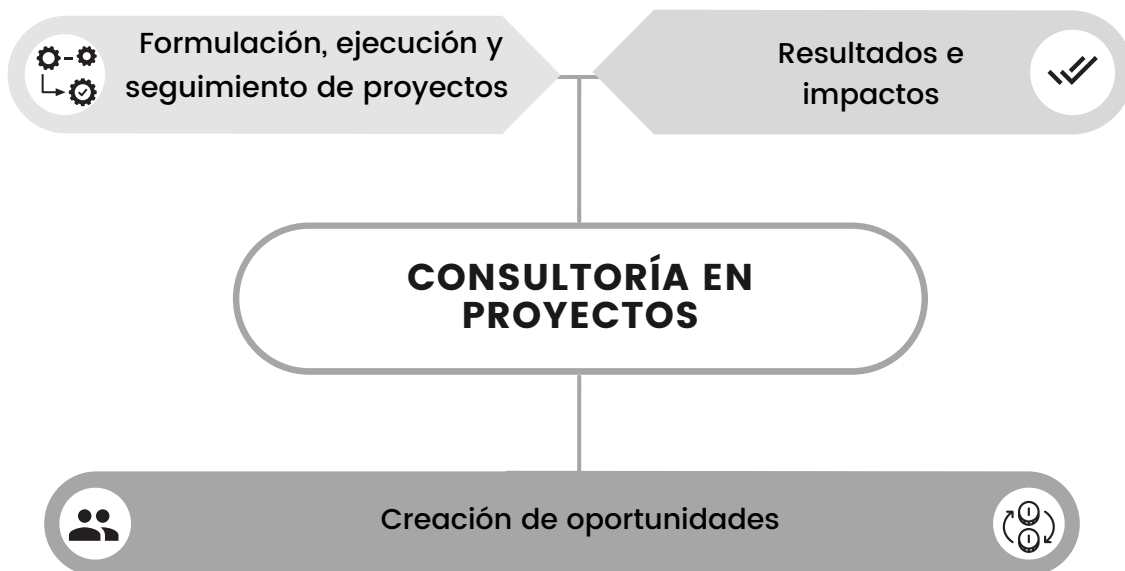 Formulación, ejecución y
seguimiento de proyectos
Resultados e
impactos
CONSULTORÍA EN
PROYECTOS
Creación de oportunidades